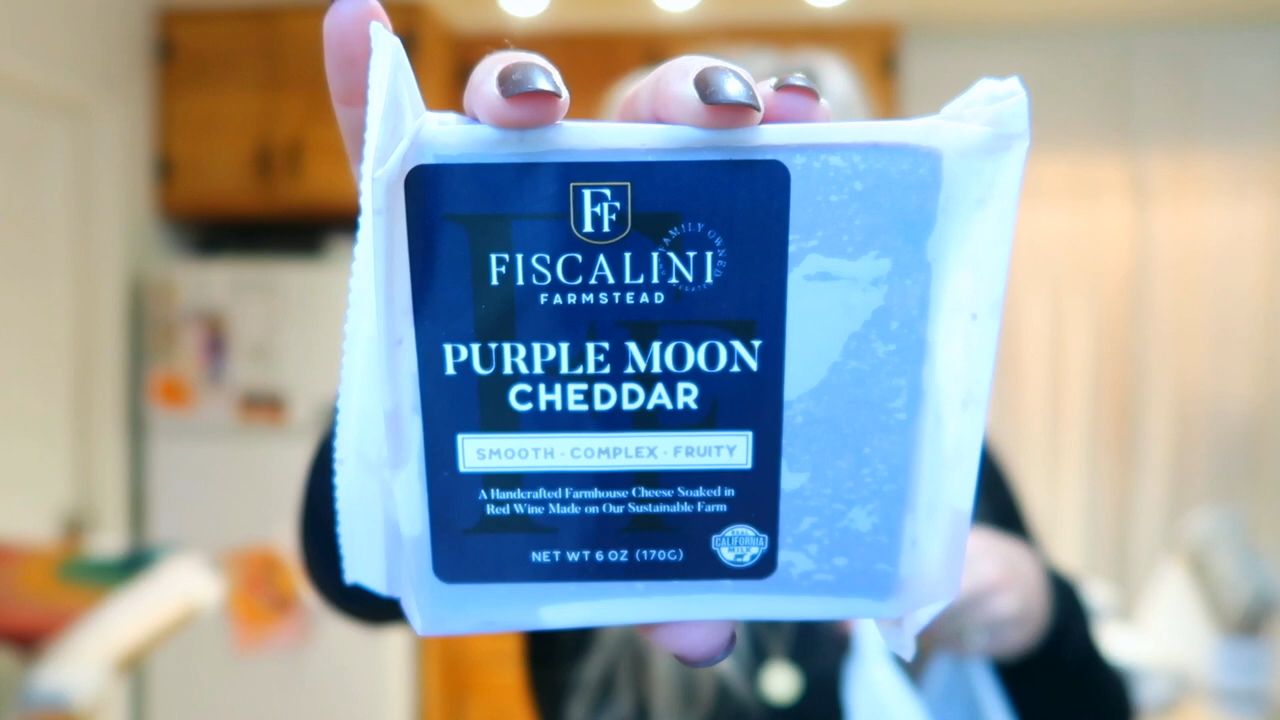 FF
FAMILY OWNED
FISCALINI
FARMSTEAD
PURPLE MOON
CHEDDAR
SMOOTH · COMPLEX · FRUITY
A Handcrafted Farmhouse Cheese Soaked in
Red Wine Made on Our Sustainable Farm
NET WT 6 OZ (170G)
REAL
CALIFORNIA
MILK